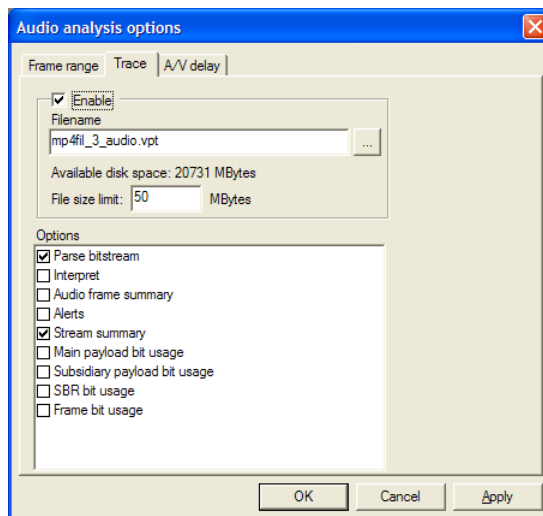 Audio analysis options
Frame range Trace A/V delay
Enable
Filename
mp4fil_3_audio.vpt ...
Available disk space: 20731 MBytes
File size limit: 50 MBytes
Options
Parse bitstream
Interpret
Audio frame summary
Alerts
Stream summary
Main payload bit usage
Subsidiary payload bit usage
SBR bit usage
Frame bit usage
OK Cancel Apply